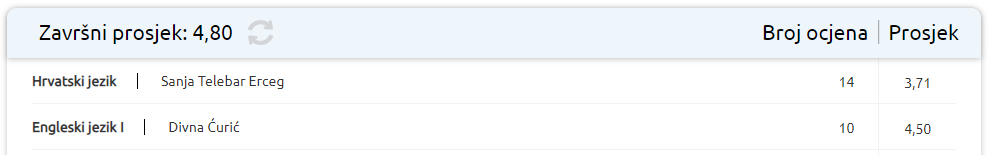 Završni prosjek: 4,80 Broj ocjena Prosjek
Hrvatski jezik | Sanja Telebar Erceg 14 3,71
Engleski jezik I | Divna Ćurić 10 4,50